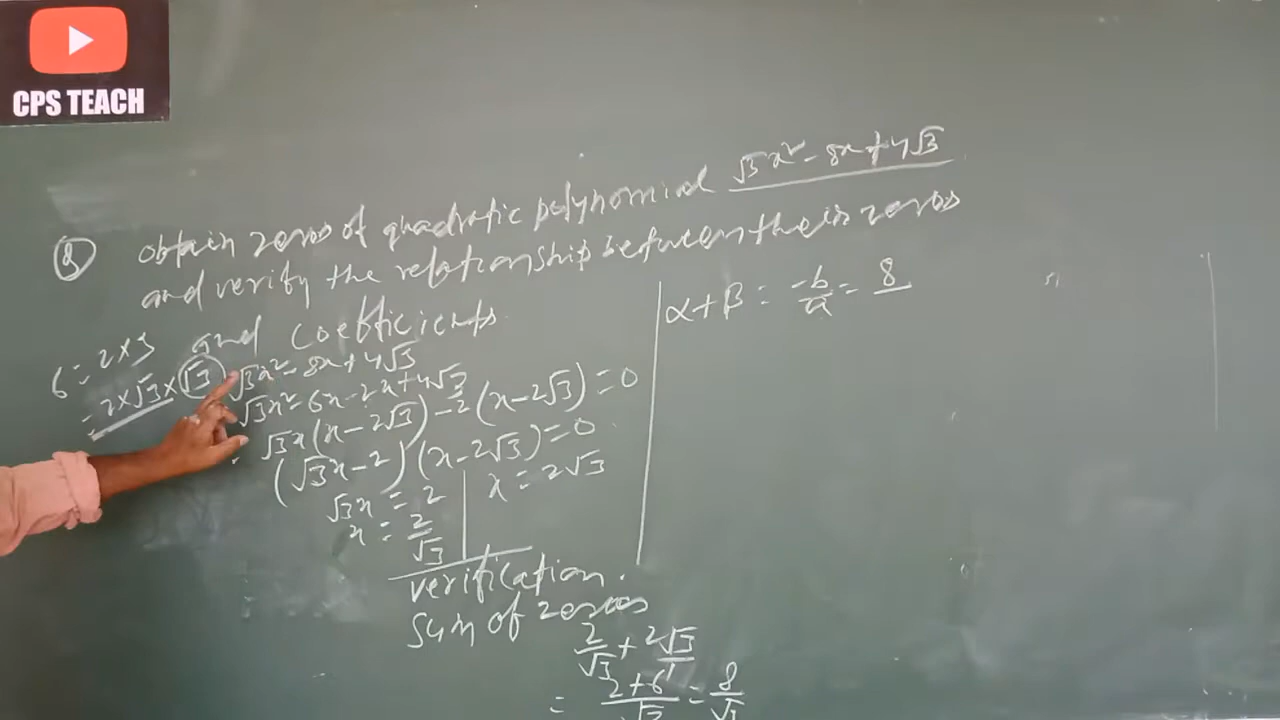 CPS TEACH
Q obtain zeros of quadratic polynomial √3x² - 8x + 4√3
and verify the relationship between their zeros
and coefficients.
6 = 2×3
= 2×√3×√3
√3x² - 8x + 4√3
√3x² - 6x - 2x + 4√3
√3x(x - 2√3) - 2(x - 2√3) = 0
(√3x - 2)(x - 2√3) = 0
√3x = 2
x = 2/√3
x = 2√3
verification.
sum of zeros
2/√3 + 2√3/1
= 2+6/√3 = 8/√3
α + β = -b/a = 8